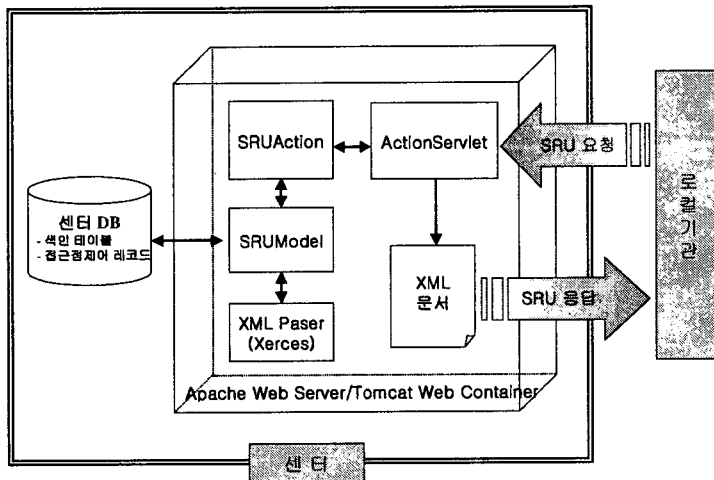 SRUAction
ActionServlet
SRU 요청
로컬기관
센터 DB
- 색인 테이블
- 접근점제어 레코드
SRUModel
XML
문서
SRU 응답
XML Paser
(Xerces)
Apache Web Server/Tomcat Web Container
센 터